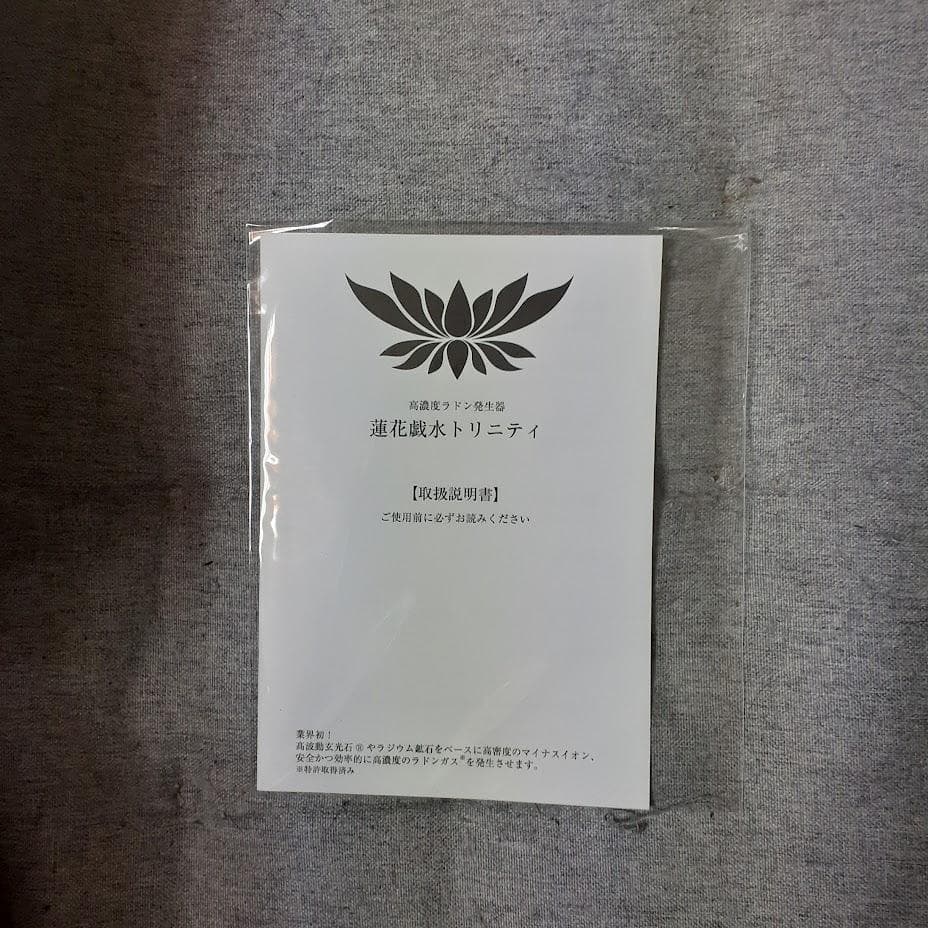 高濃度ラドン発生器
蓮花戯水トリニティ
【取扱説明書】
ご使用前に必ずお読みください
業界初！
高波動玄光石®やラジウム鉱石をベースに高密度のマイナスイオン、
安全かつ効率的に高濃度のラドンガス※を発生させます。
※特許取得済み